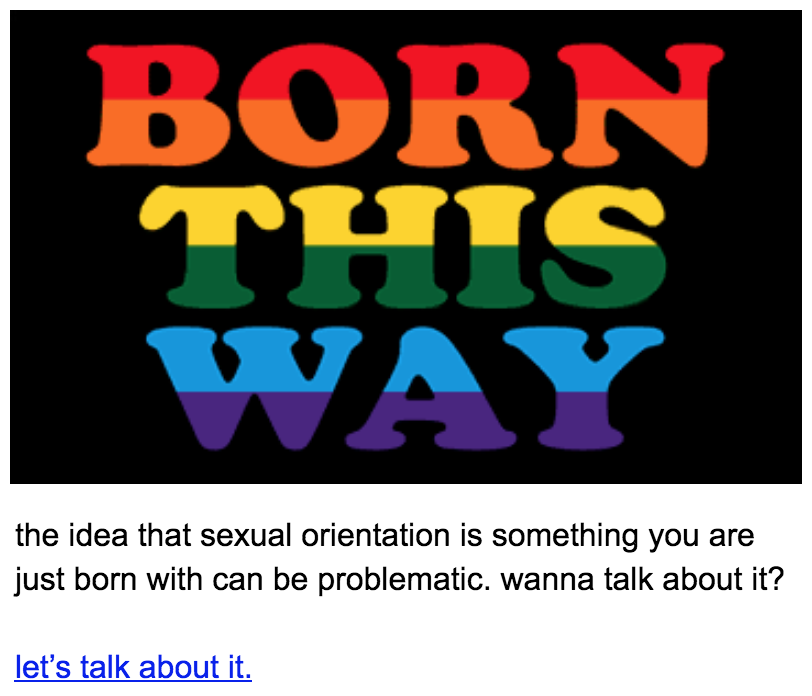 BORN
THIS
WAY
the idea that sexual orientation is something you are
just born with can be problematic. wanna talk about it?
let’s talk about it.